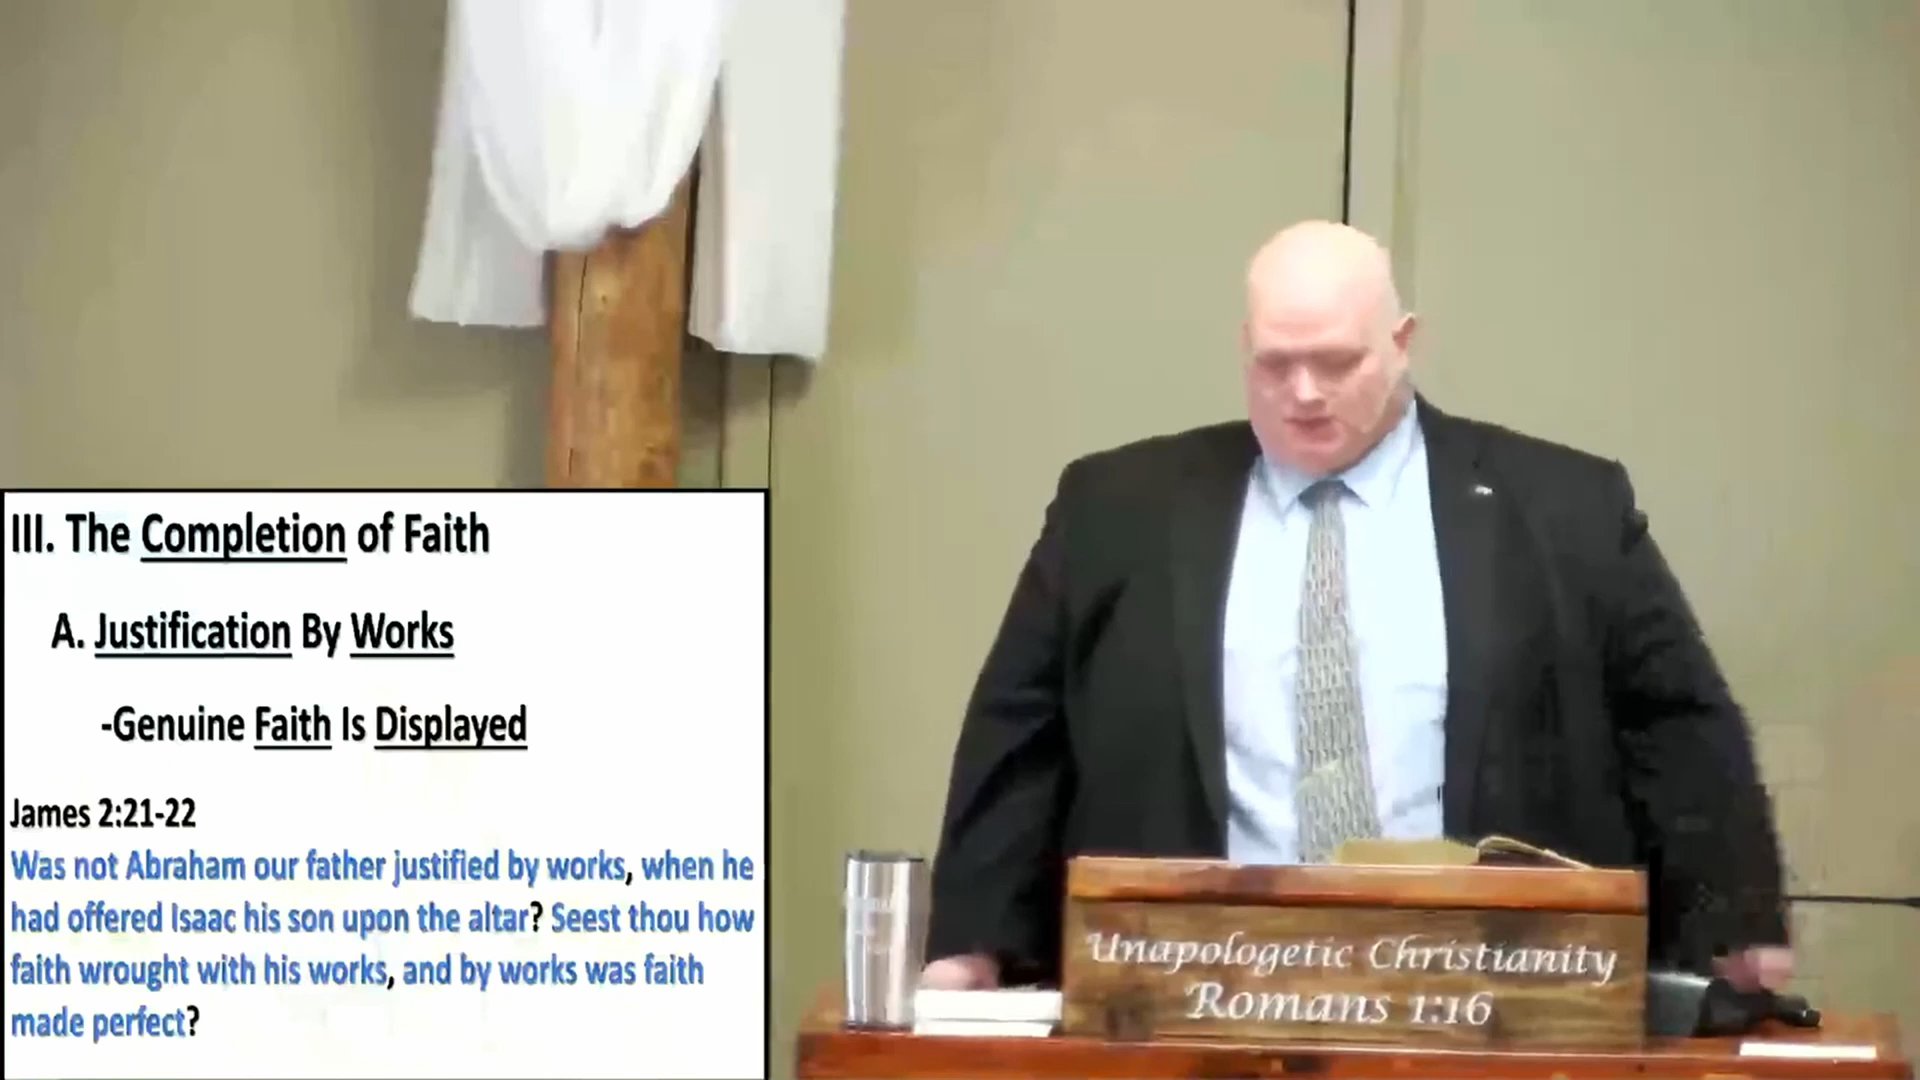 III. The Completion of Faith
A. Justification By Works
-Genuine Faith Is Displayed
James 2:21-22
Was not Abraham our father justified by works, when he
had offered Isaac his son upon the altar? Seest thou how
faith wrought with his works, and by works was faith
made perfect?
Unapologetic Christianity
Romans 1:16